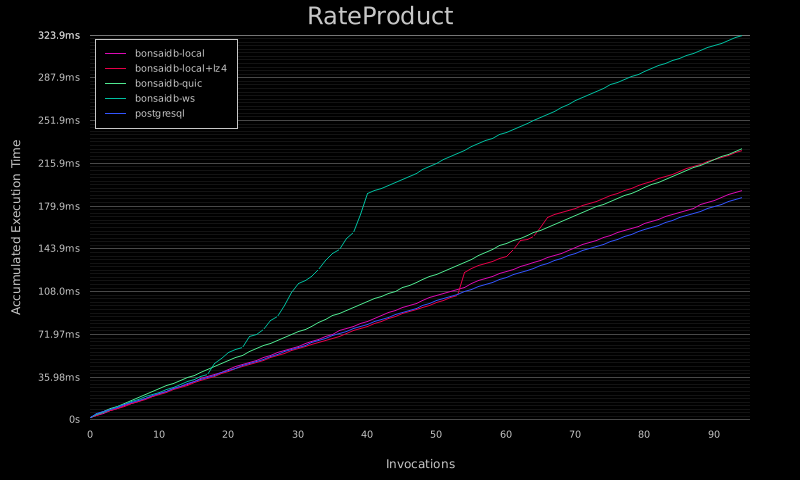 RateProduct
323.9ms
287.9ms
251.9ms
215.9ms
179.9ms
143.9ms
108.0ms
71.97ms
35.98ms
0s
Accumulated Execution Time
bonsaidb-local
bonsaidb-local+lz4
bonsaidb-quic
bonsaidb-ws
postgresql
0 10 20 30 40 50 60 70 80 90
Invocations